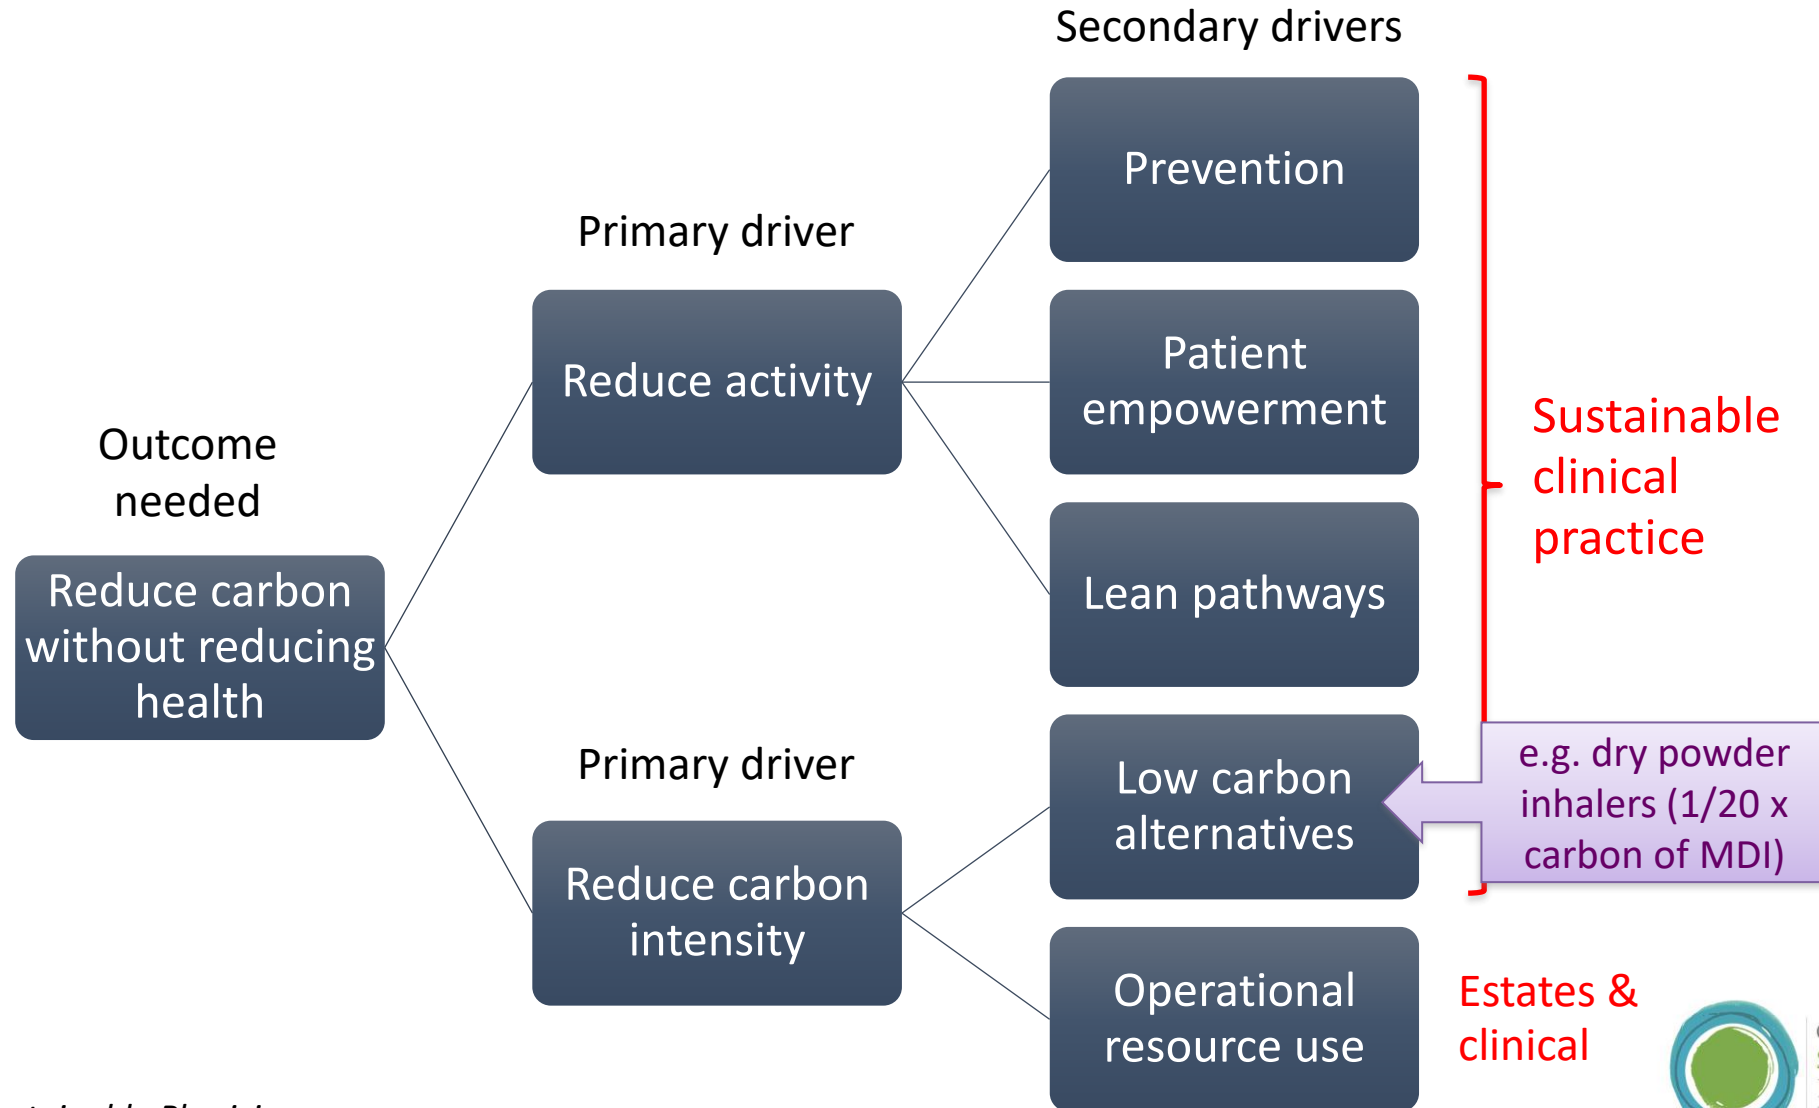 Secondary drivers
Prevention
Primary driver
Patient
empowerment
Reduce activity
Outcome
needed
Sustainable
clinical
practice
Lean pathways
Reduce carbon
without reducing
health
Primary driver
Low carbon
alternatives
e.g. dry powder
inhalers (1/20 x
carbon of MDI)
Reduce carbon
intensity
Operational
resource use
Estates &
clinical